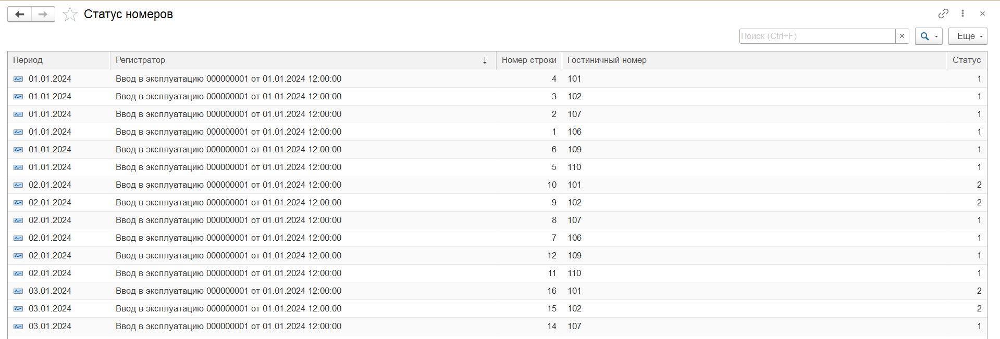 Статус номеров
Поиск (Ctrl+F)
Еще
Период Регистратор Номер строки Гостиничный номер Статус
01.01.2024 Ввод в эксплуатацию 000000001 от 01.01.2024 12:00:00 4 101 1
01.01.2024 Ввод в эксплуатацию 000000001 от 01.01.2024 12:00:00 3 102 1
01.01.2024 Ввод в эксплуатацию 000000001 от 01.01.2024 12:00:00 2 107 1
01.01.2024 Ввод в эксплуатацию 000000001 от 01.01.2024 12:00:00 1 106 1
01.01.2024 Ввод в эксплуатацию 000000001 от 01.01.2024 12:00:00 6 109 1
01.01.2024 Ввод в эксплуатацию 000000001 от 01.01.2024 12:00:00 5 110 1
02.01.2024 Ввод в эксплуатацию 000000001 от 01.01.2024 12:00:00 10 101 2
02.01.2024 Ввод в эксплуатацию 000000001 от 01.01.2024 12:00:00 9 102 2
02.01.2024 Ввод в эксплуатацию 000000001 от 01.01.2024 12:00:00 8 107 1
02.01.2024 Ввод в эксплуатацию 000000001 от 01.01.2024 12:00:00 7 106 1
02.01.2024 Ввод в эксплуатацию 000000001 от 01.01.2024 12:00:00 12 109 1
02.01.2024 Ввод в эксплуатацию 000000001 от 01.01.2024 12:00:00 11 110 1
03.01.2024 Ввод в эксплуатацию 000000001 от 01.01.2024 12:00:00 16 101 2
03.01.2024 Ввод в эксплуатацию 000000001 от 01.01.2024 12:00:00 15 102 2
03.01.2024 Ввод в эксплуатацию 000000001 от 01.01.2024 12:00:00 14 107 1